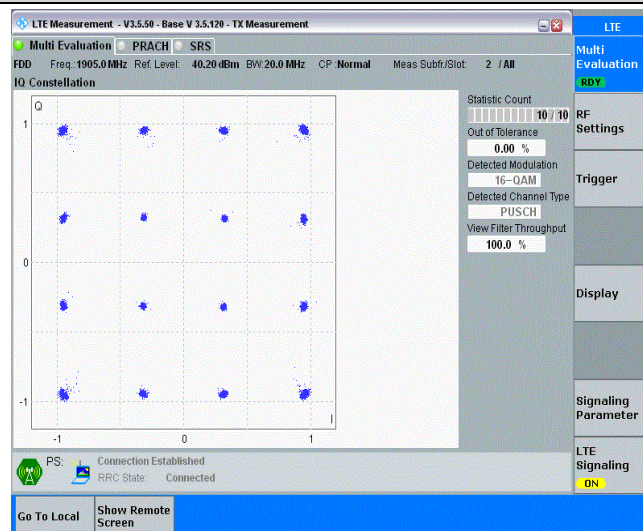 LTE Measurement - V3.5.50 - Base V 3.5.120 - TX Measurement
LTE
Multi Evaluation PRACH SRS
FDD Freq.:1905.0 MHz Ref. Level: 40.20 dBm BW:20.0 MHz CP :Normal Meas Subfr./Slot: 2 / All
IQ Constellation
Q
1
0
-1
-1 0 1
I
Statistic Count
10 / 10
Out of Tolerance
0.00 %
Detected Modulation
16-QAM
Detected Channel Type
PUSCH
View Filter Throughput
100.0 %
Multi
Evaluation
RDY
RF
Settings
Trigger
Display
Signaling
Parameter
LTE
Signaling
ON
PS: Connection Established
RRC State: Connected
Go To Local
Show Remote
Screen